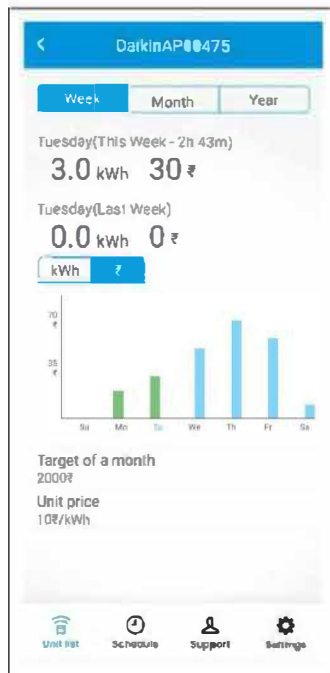 <
DarkinAP00475
Week Month Year
Tuesday(This Week - 2h 43m)
3.0 kWh 30 ₹
Tuesday(Last Week)
0.0 kWh 0 ₹
kWh ₹
70
₹
35
₹
Su Mo Tu We Th Fr Sa
Target of a month
2000₹
Unit price
10₹/kWh
Unit list Schedule Support Settings